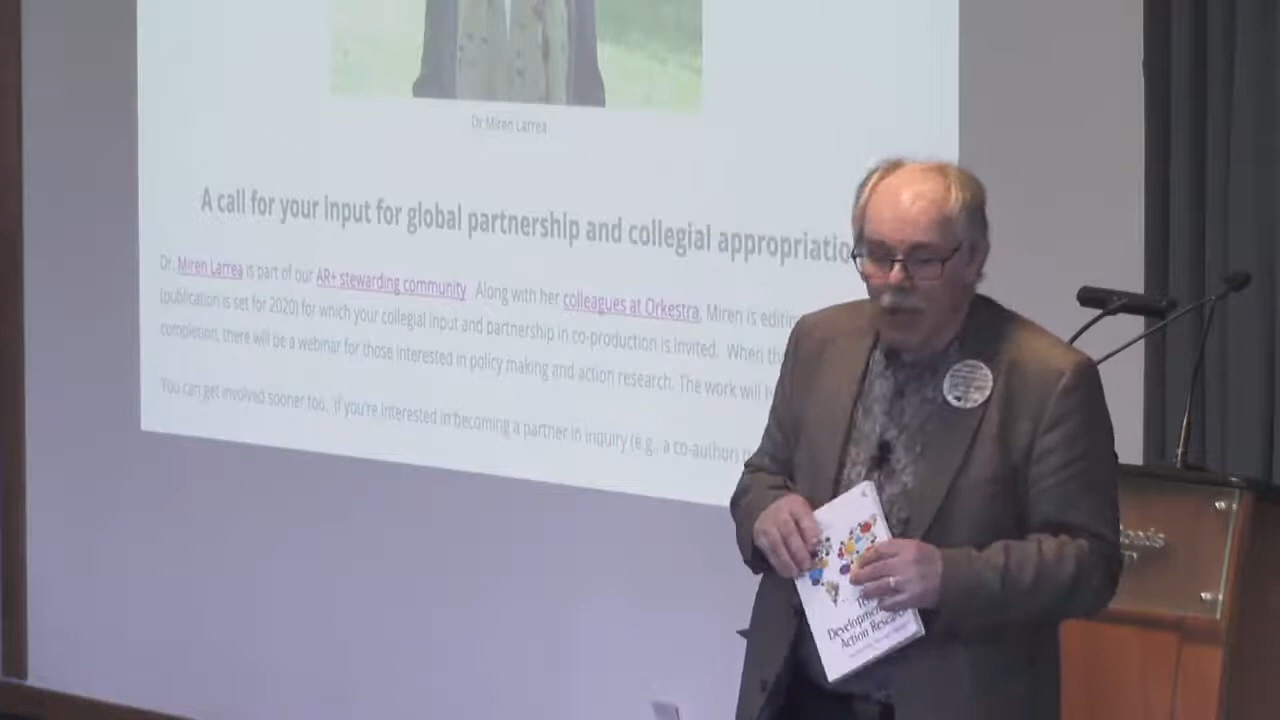 Dr Miren Larrea
A call for your input for global partnership and collegial appropriatio
Dr. Miren Larrea is part of our AR+ stewarding community. Along with her colleagues at Orkestra, Miren is editin
(publication is set for 2020) for which your collegial input and partnership in co-production is invited. When th
completion, there will be a webinar for those interested in policy making and action research. The work will
You can get involved sooner too. If you're interested in becoming a partner in inquiry (e.g., a co-author)
oads
Developmen
Action Resear